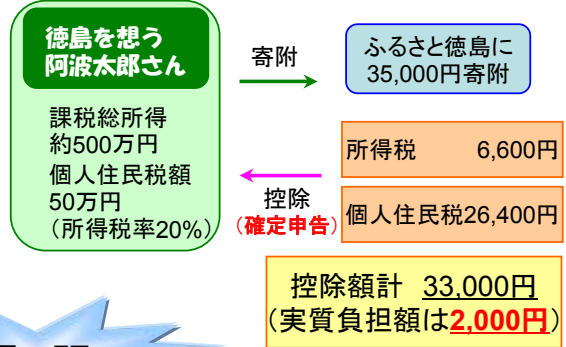 徳島を想う
阿波太郎さん
課税総所得
約500万円
個人住民税額
50万円
(所得税率20%)
寄附
ふるさと徳島に
35,000円寄附
所得税 6,600円
控除
(確定申告)
個人住民税26,400円
控除額計 33,000円
(実質負担額は2,000円)